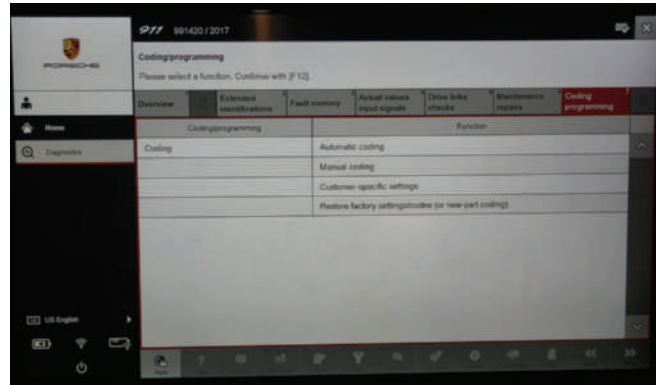 911 991420 / 2017
PORSCHE
Coding/programming
Please select a function. Continue with [F12].
Overview
Extended identifications
Fault memory
Actual values input signals
Drive links checks
Maintenance repairs
Coding programming
Home
Diagnostics
Coding/programming Function
Coding Automatic coding
Manual coding
Customer-specific settings
Restore factory settings/codes (or new-part coding)
US English